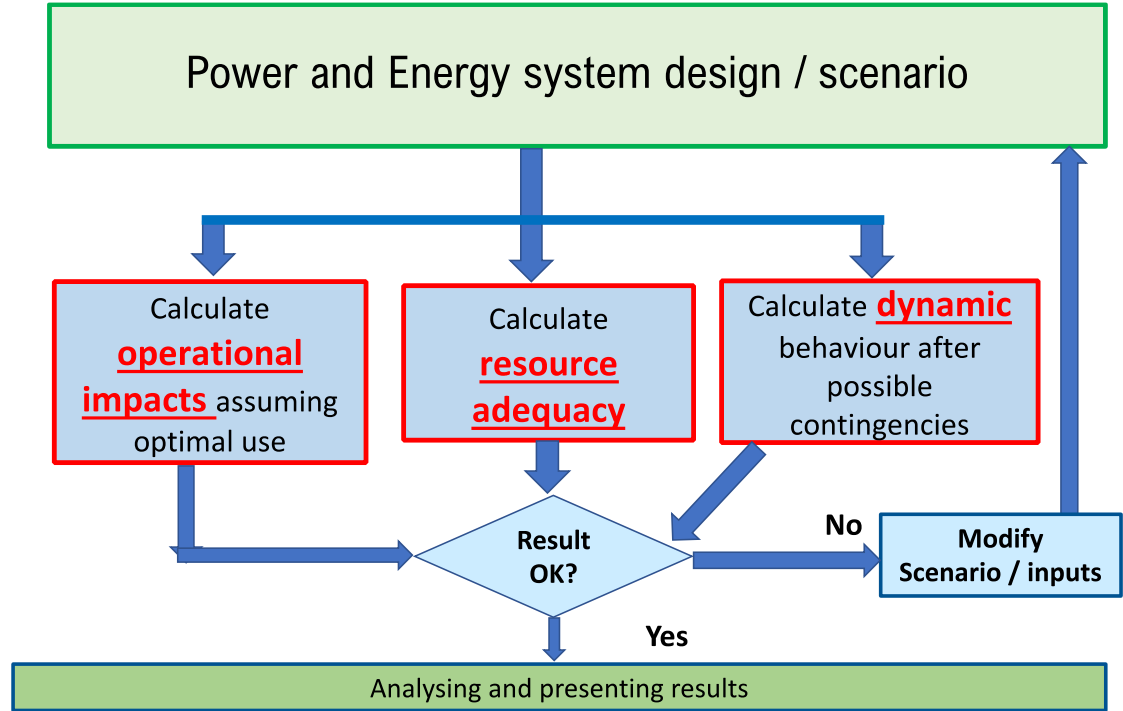 Power and Energy system design / scenario
Calculate
operational
impacts assuming
optimal use
Calculate
resource
adequacy
Calculate dynamic
behaviour after
possible
contingencies
Result
OK?
No
Modify
Scenario / inputs
Yes
Analysing and presenting results